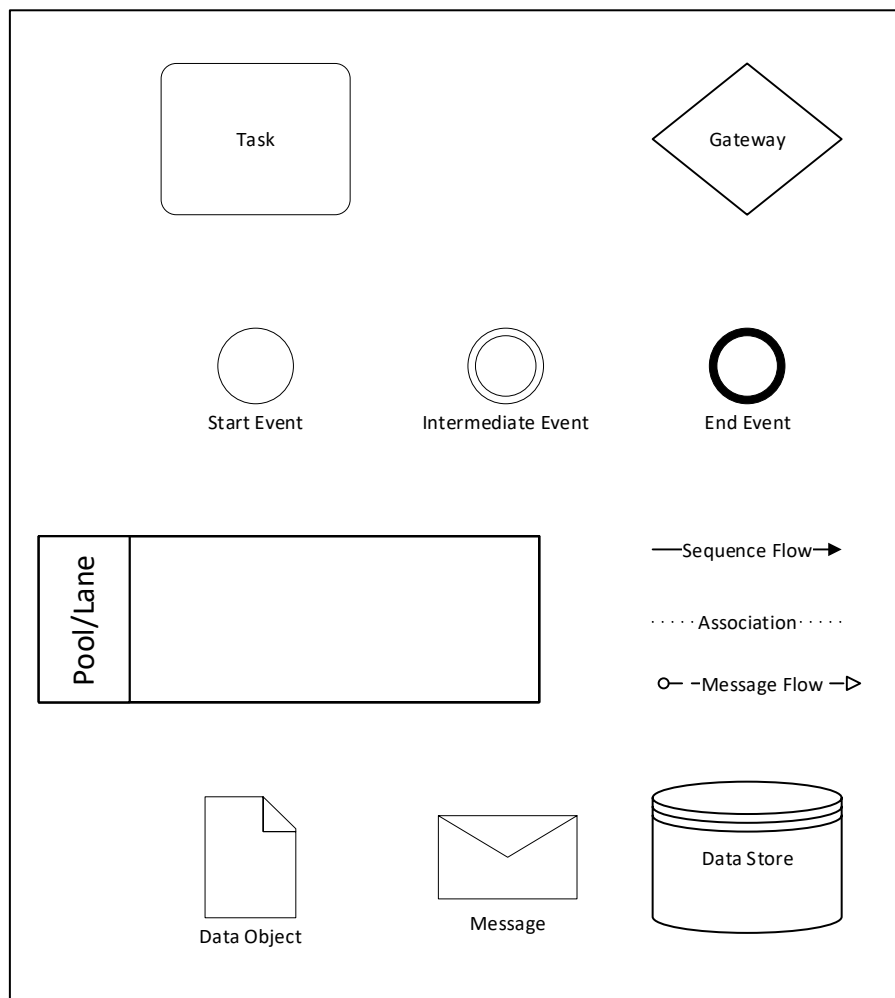 Task
Gateway
Start Event
Intermediate Event
End Event
Pool/Lane
Sequence Flow
Association
Message Flow
Data Object
Message
Data Store